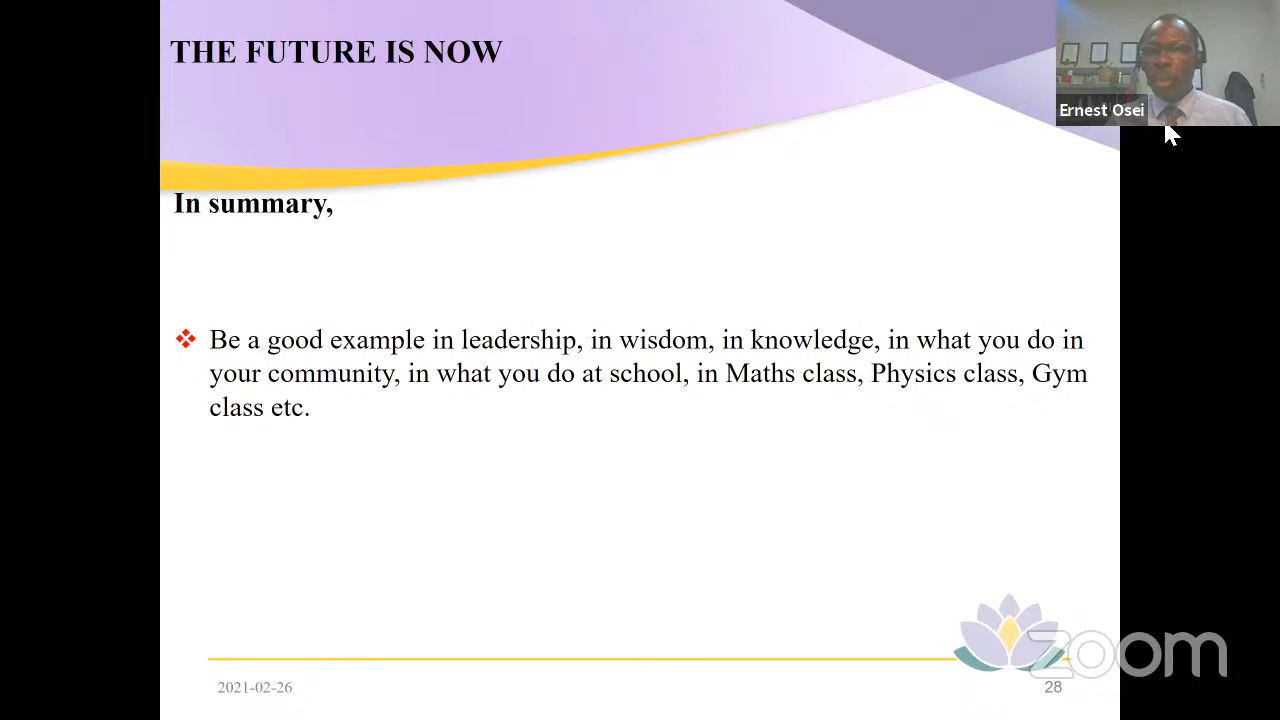 THE FUTURE IS NOW
Ernest Osei
In summary,
Be a good example in leadership, in wisdom, in knowledge, in what you do in
your community, in what you do at school, in Maths class, Physics class, Gym
class etc.
zoom
2021-02-26
28